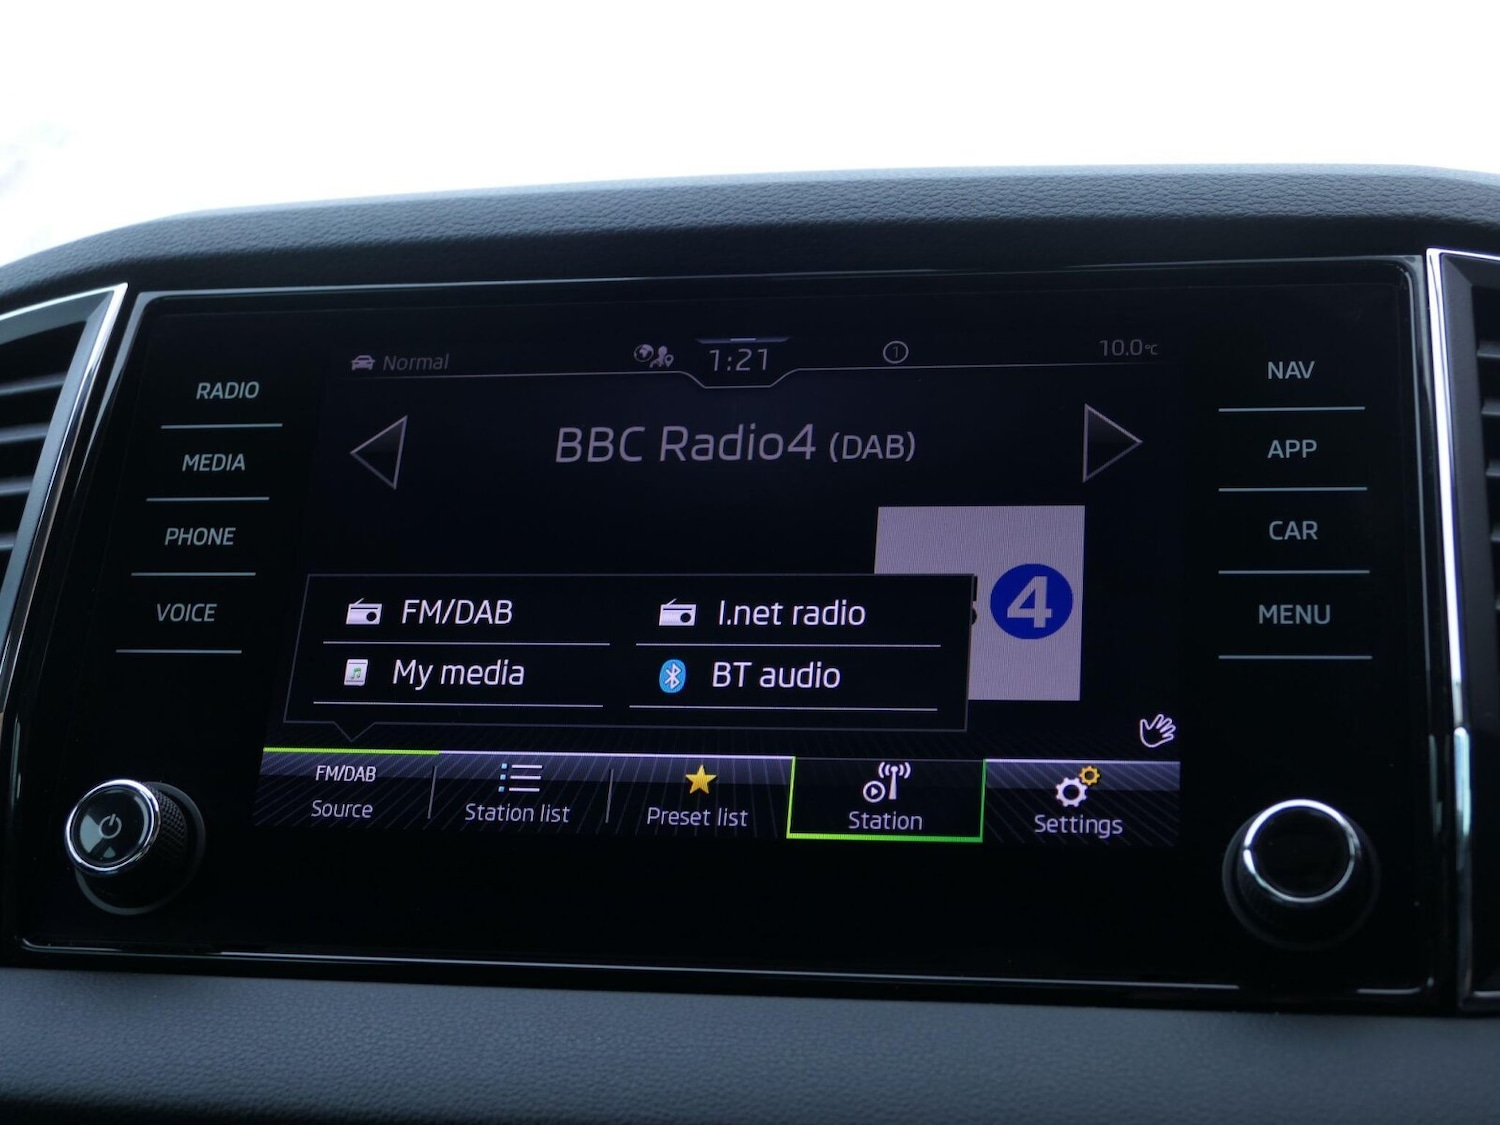 Normal
1:21
1
10.0°C
RADIO
MEDIA
PHONE
VOICE
BBC Radio4 (DAB)
4
FM/DAB
I.net radio
My media
BT audio
FM/DAB
Source
Station list
Preset list
Station
Settings
NAV
APP
CAR
MENU